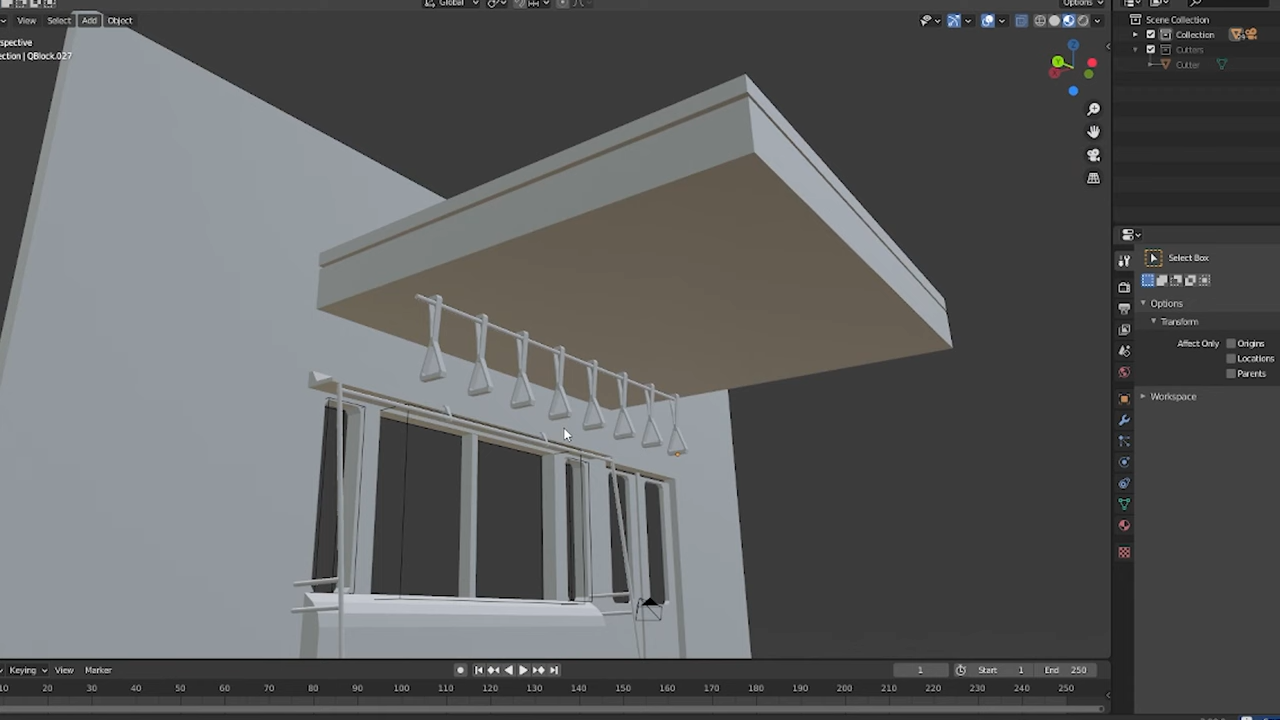 Global
Options
View Select Add Object
spective
ection | QBlock.027
Scene Collection
Collection
Cutters
Cutter
Select Box
Options
Transform
Affect Only Origins
Locations
Parents
Workspace
Keying View Marker
1 Start 1 End 250
10 20 30 40 50 60 70 80 90 100 110 120 130 140 150 160 170 180 190 200 210 220 230 240 250